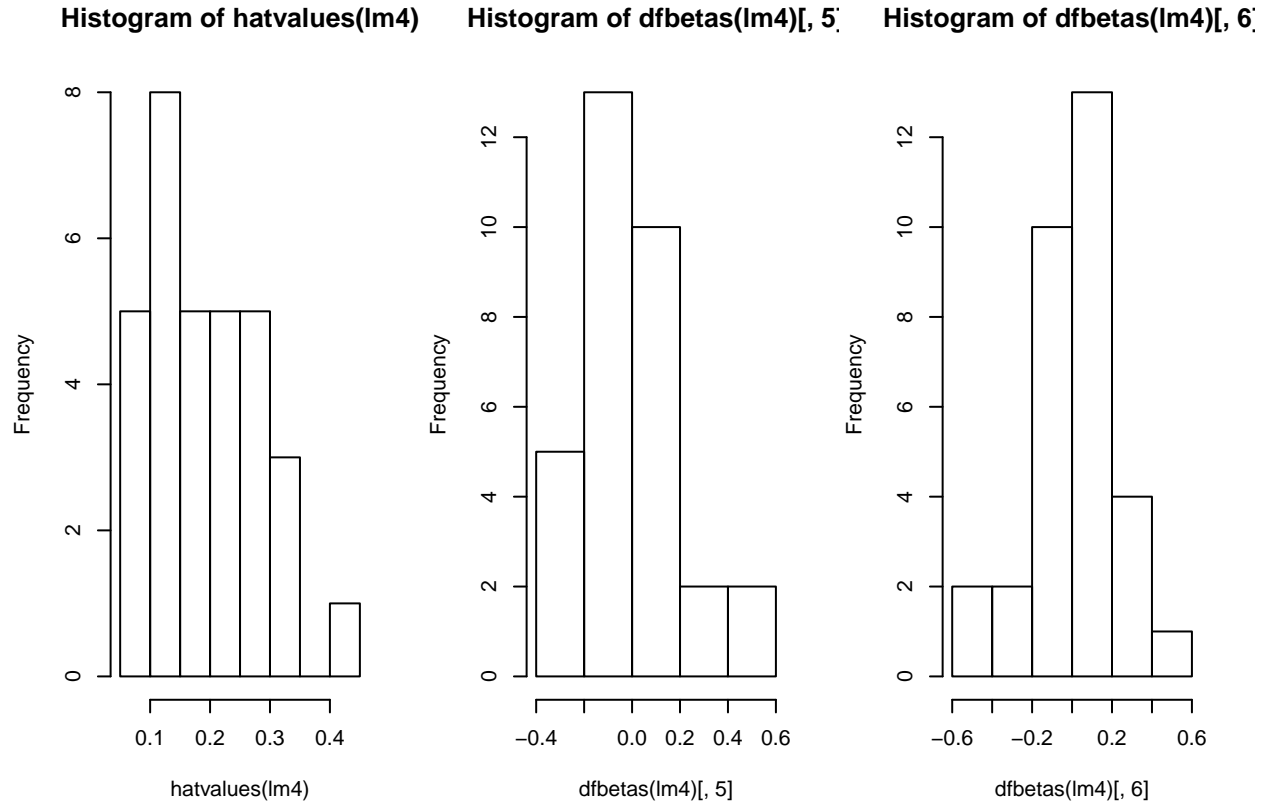 Histogram of hatvalues(lm4)
Frequency
8
6
4
2
0
0.1 0.2 0.3 0.4
hatvalues(lm4)
Histogram of dfbetas(lm4)[, 5]
Frequency
12
10
8
6
4
2
0
−0.4 0.0 0.2 0.4 0.6
dfbetas(lm4)[, 5]
Histogram of dfbetas(lm4)[, 6]
Frequency
12
10
8
6
4
2
0
−0.6 −0.2 0.2 0.6
dfbetas(lm4)[, 6]